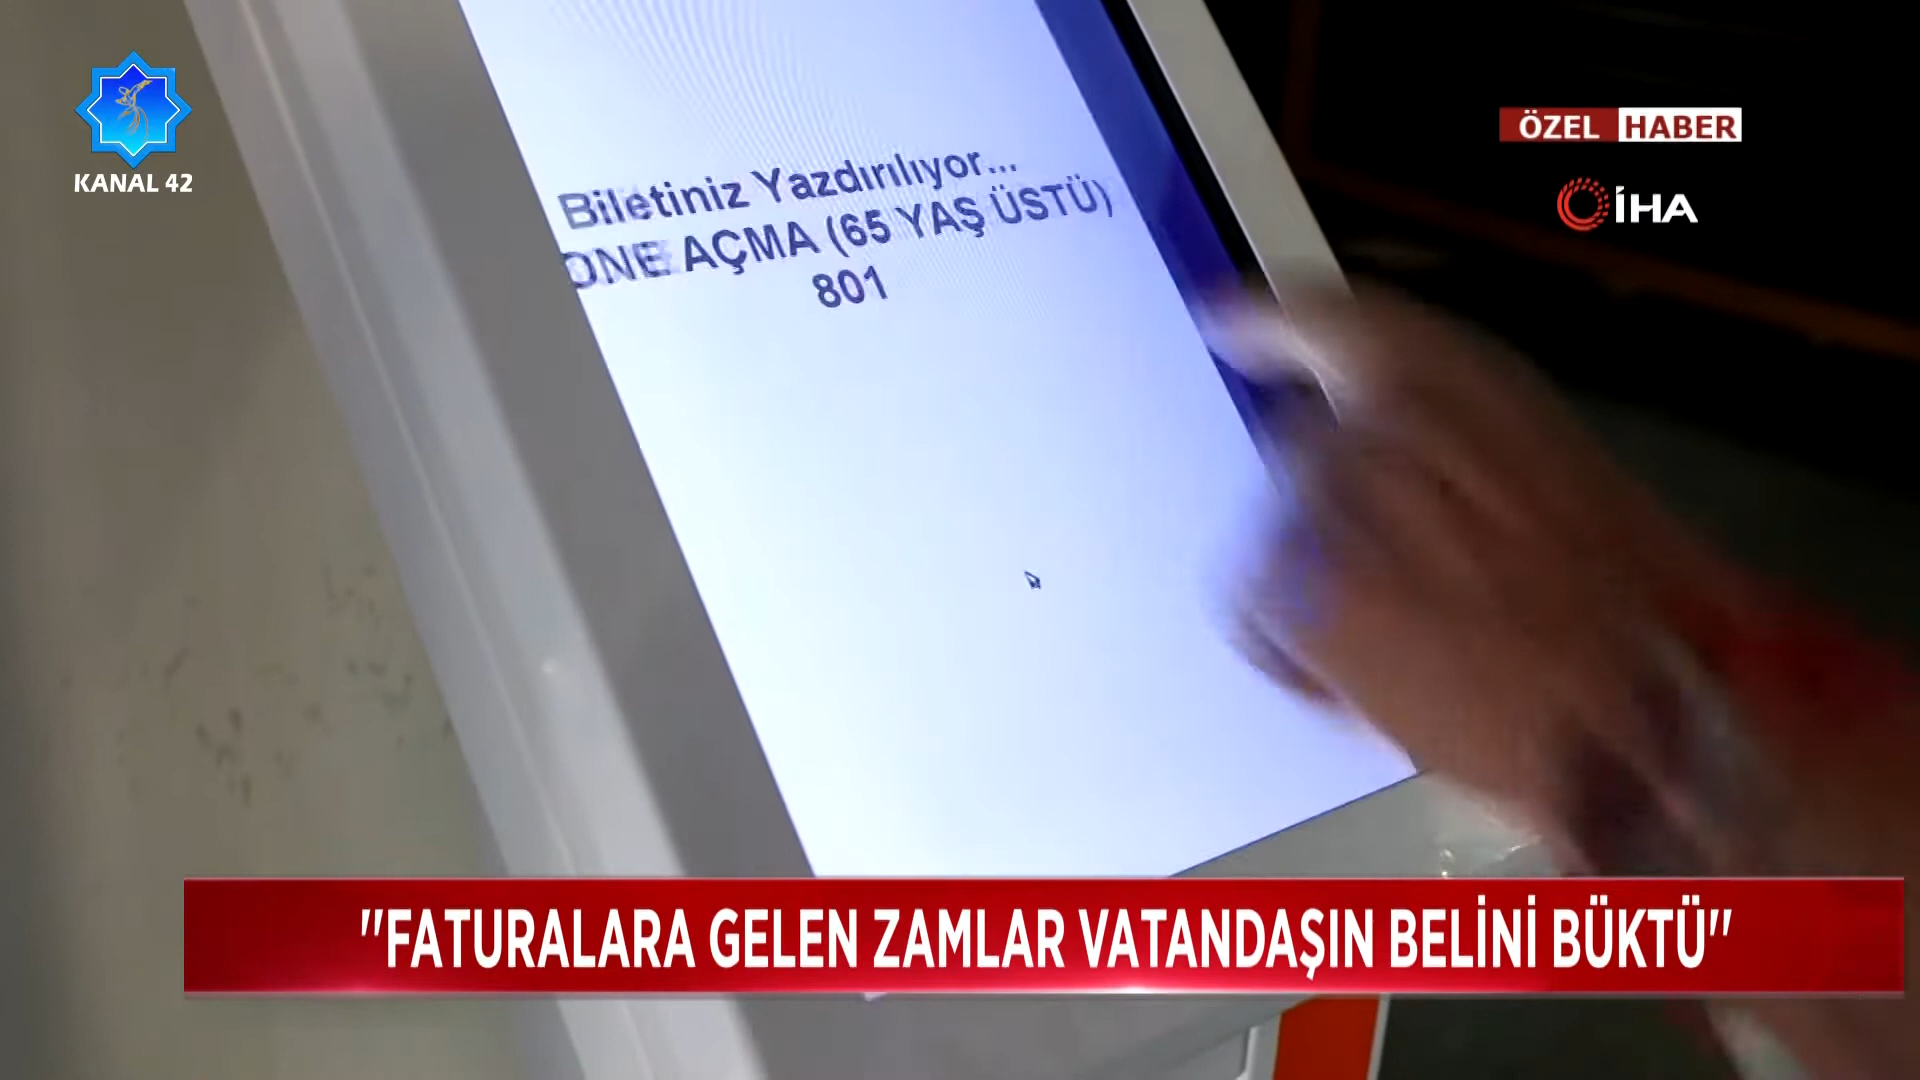 KANAL 42
ÖZEL HABER
İHA
Biletiniz Yazdırılıyor...
AÇMA (65 YAŞ ÜSTÜ)
801
"FATURALARA GELEN ZAMLAR VATANDAŞIN BELİNİ BÜKTÜ"